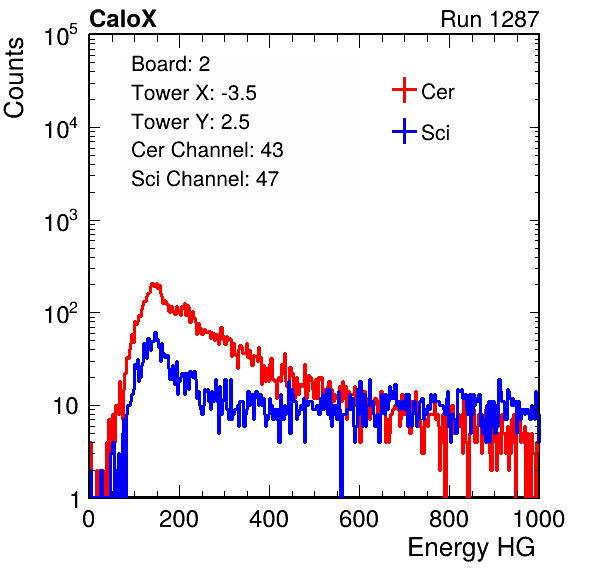 CaloX Run 1287
Counts
Board: 2
Tower X: -3.5
Tower Y: 2.5
Cer Channel: 43
Sci Channel: 47
Cer
Sci
10^5
10^4
10^3
10^2
10
1
0 200 400 600 800 1000
Energy HG